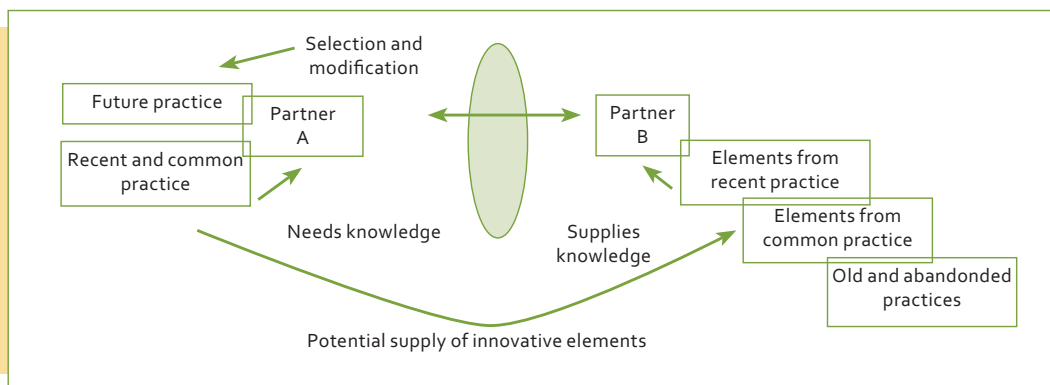 Selection and
modification
Future practice
Partner
A
Recent and common
practice
Partner
B
Elements from
recent practice
Elements from
common practice
Old and abandonded
practices
Needs knowledge
Supplies
knowledge
Potential supply of innovative elements